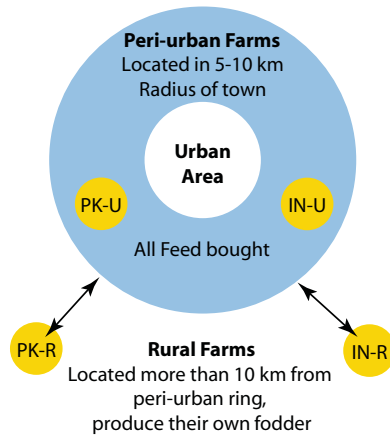 Peri-urban Farms
Located in 5-10 km
Radius of town
Urban
Area
PK-U
IN-U
All Feed bought
PK-R
IN-R
Rural Farms
Located more than 10 km from
peri-urban ring,
produce their own fodder